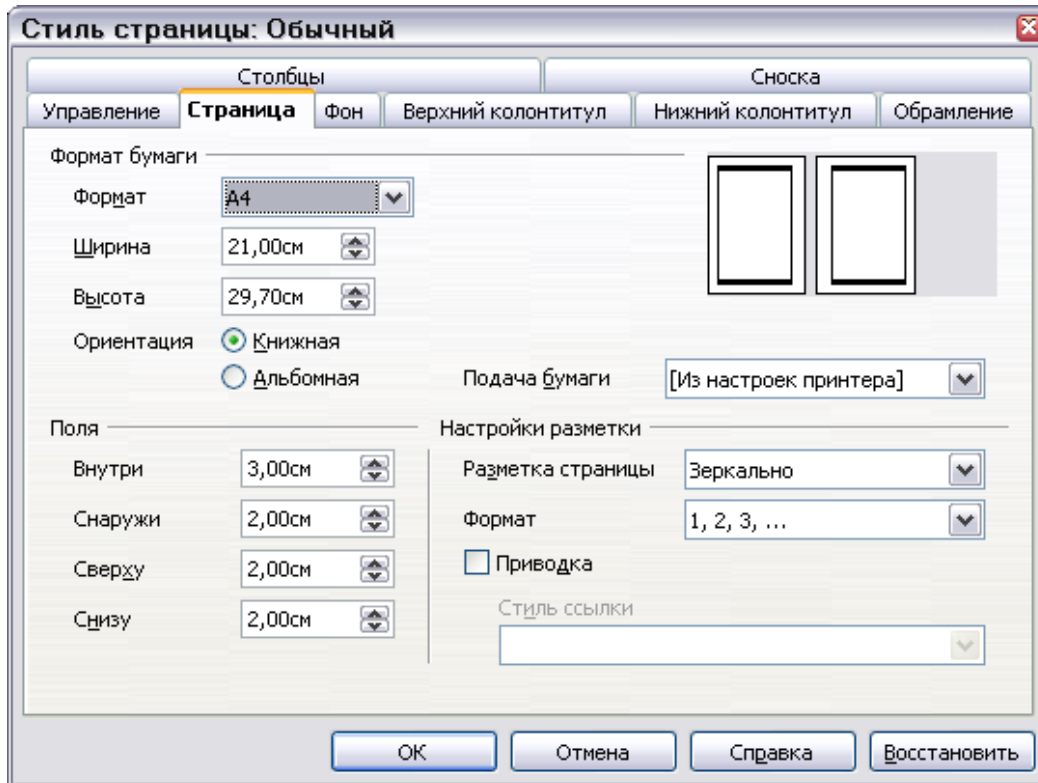 Стиль страницы: Обычный
Столбцы Сноска
Управление Страница Фон Верхний колонтитул Нижний колонтитул Обрамление
Формат бумаги
Формат A4
Ширина 21,00см
Высота 29,70см
Ориентация Книжная
Альбомная Подача бумаги [Из настроек принтера]
Поля Настройки разметки
Внутри 3,00см Разметка страницы Зеркально
Снаружи 2,00см Формат 1, 2, 3, ...
Сверху 2,00см Приводка
Снизу 2,00см Стиль ссылки
ОК Отмена Справка Восстановить